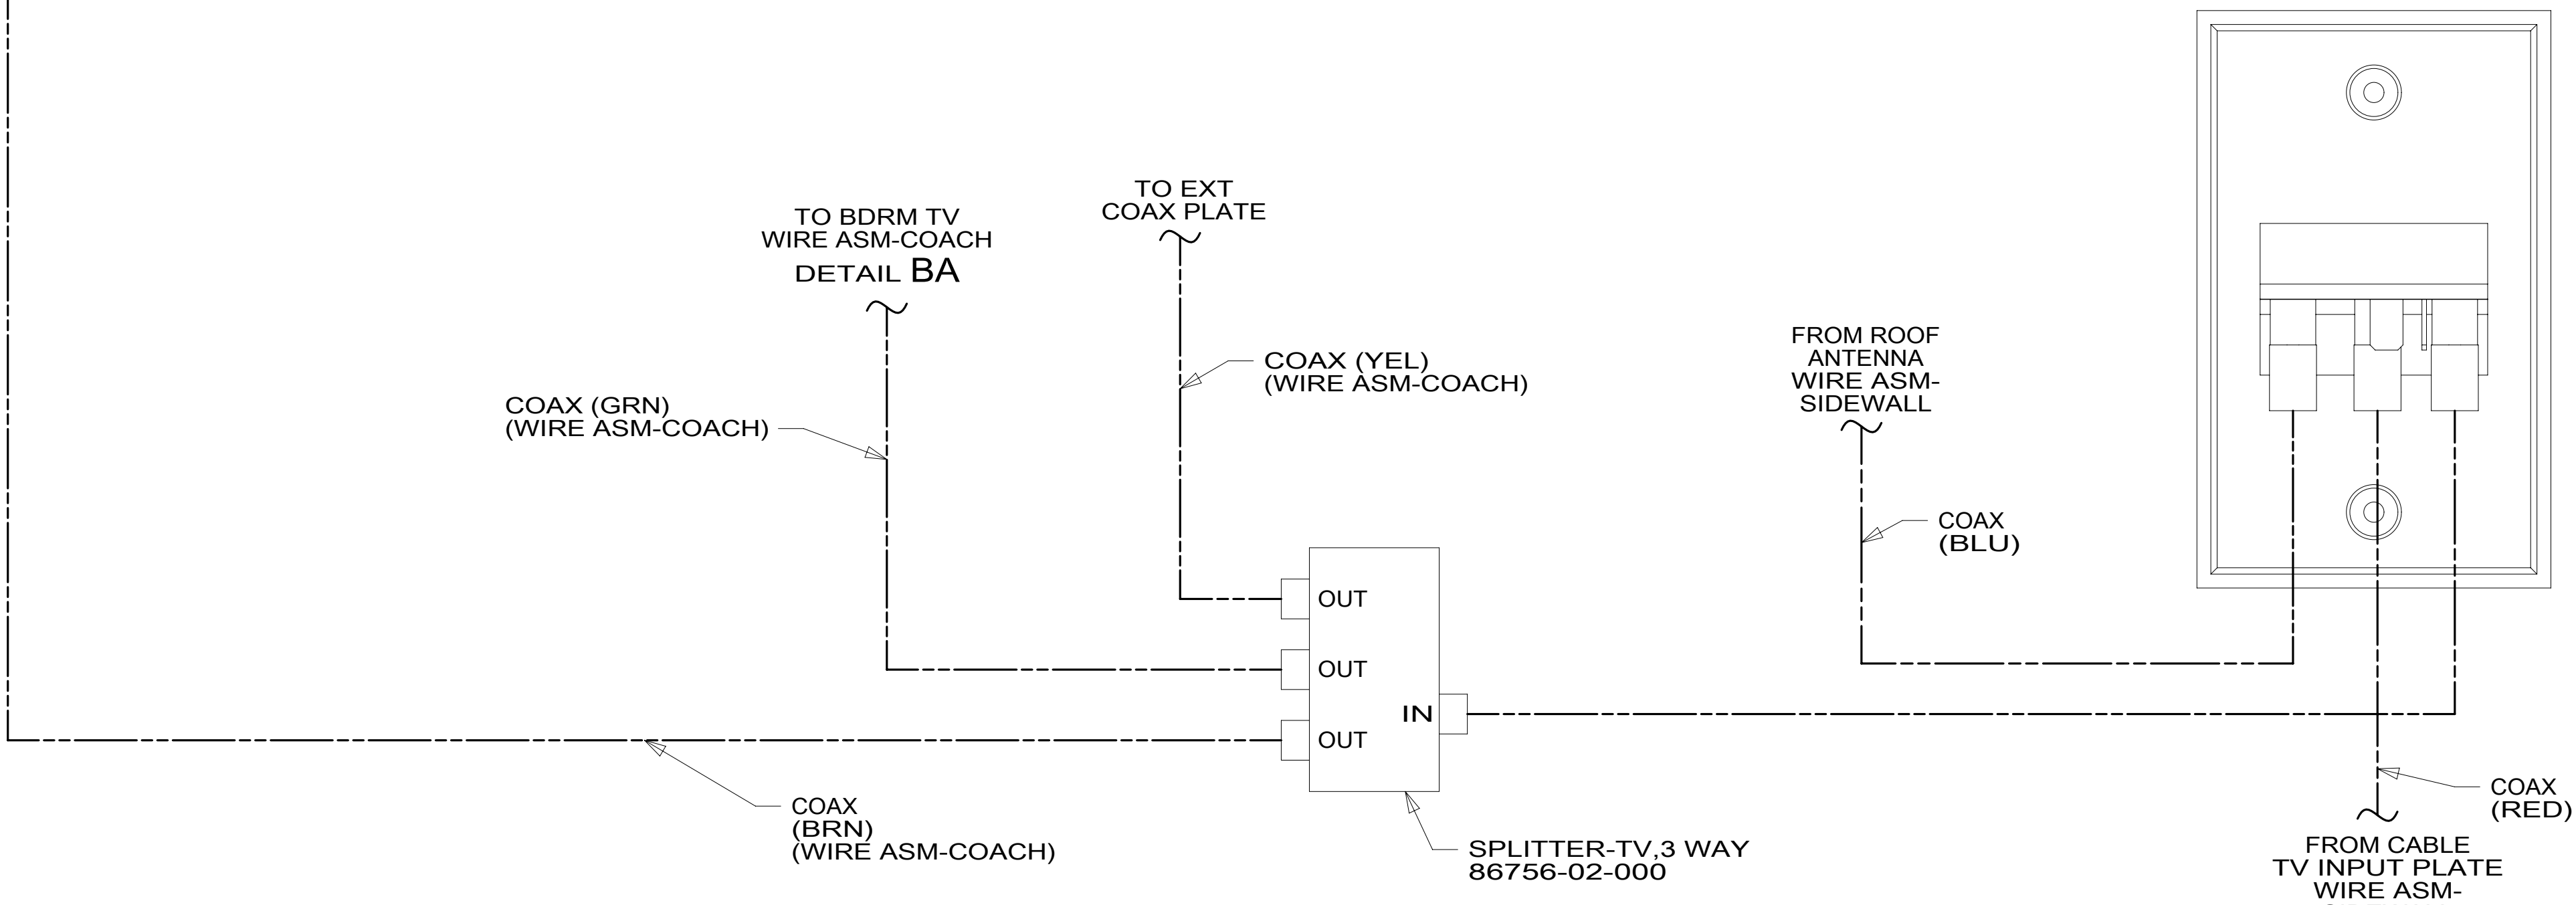 TO EXT
COAX PLATE
TO BDRM TV
WIRE ASM-COACH
DETAIL BA
FROM ROOF
ANTENNA
WIRE ASM-
SIDEWALL
COAX (YEL)
(WIRE ASM-COACH)
COAX (GRN)
(WIRE ASM-COACH)
COAX
(BLU)
OUT
OUT
IN
OUT
COAX
(BRN)
(WIRE ASM-COACH)
SPLITTER-TV,3 WAY
86756-02-000
COAX
(RED)
FROM CABLE
TV INPUT PLATE
WIRE ASM-